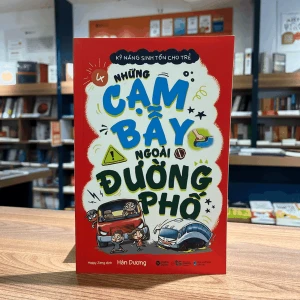 KỸ NĂNG SINH TỒN CHO TRẺ
NHỮNG
CẠM
BẪY
NGOÀI
ĐƯỜNG
PHỐ
Hân Dương